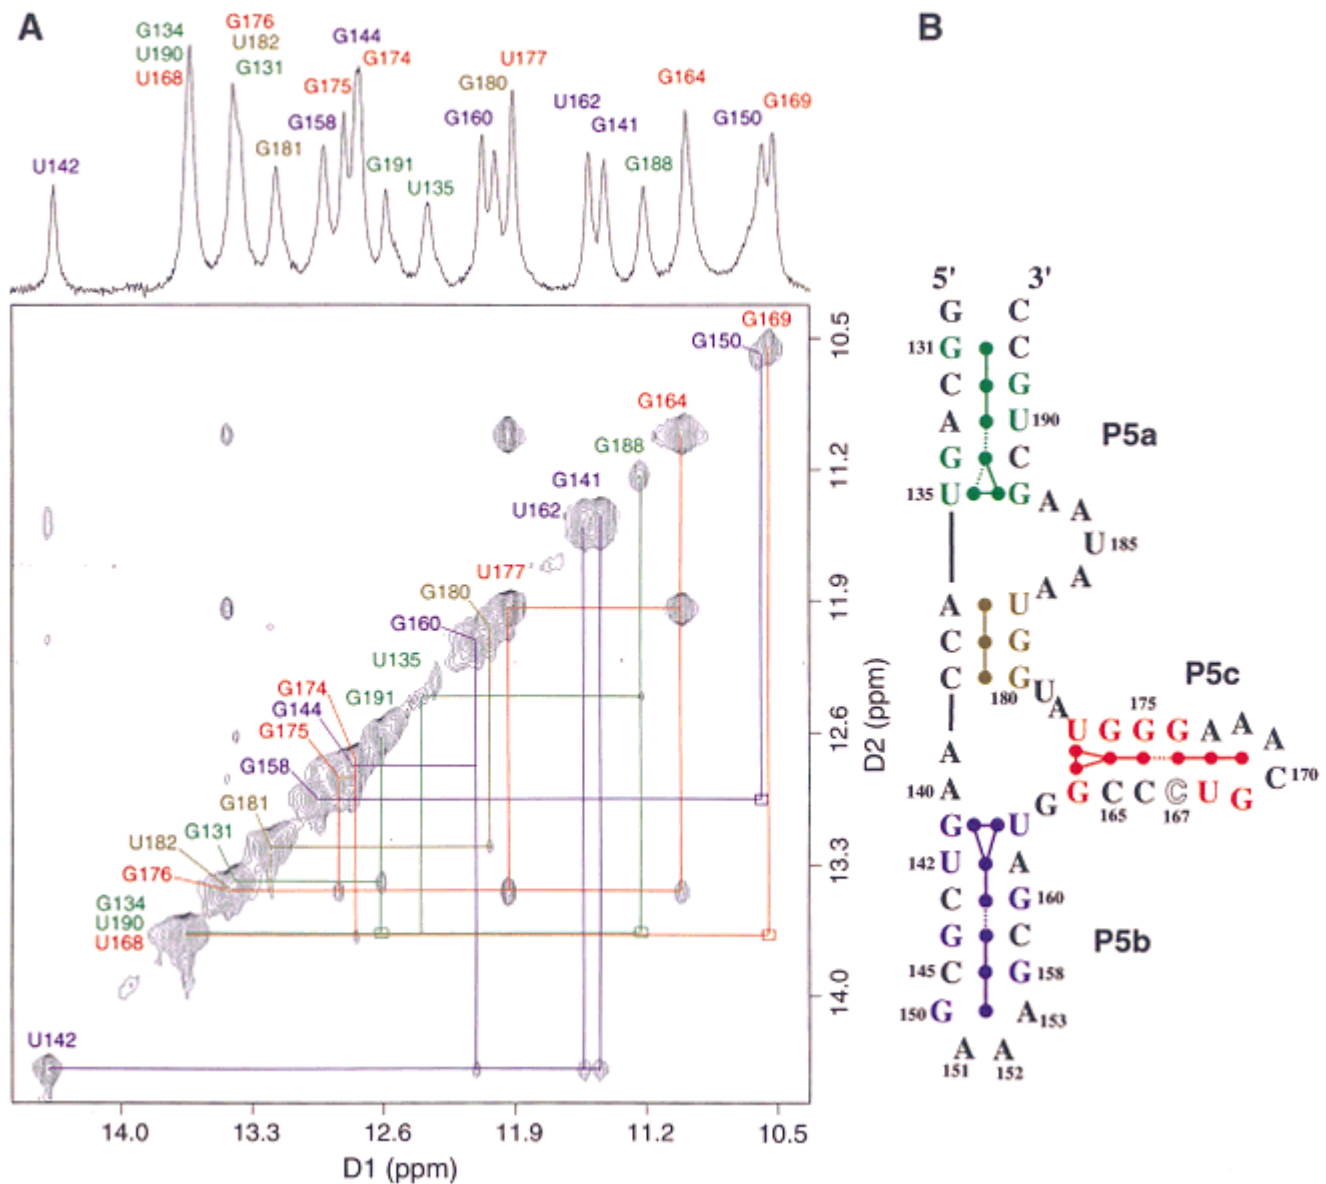 A
G134
U190
U168
G176
U182
G131
G181
U142
G158
G175
G144
G174
G191
U135
G160
G180
U177
U162
G141
G188
G164
G150
G169
G169
G150
G164
G188
G141
U162
U177
G180
G160
U135
G191
G174
G144
G175
G158
G181
G131
U182
G176
G134
U190
U168
U142
10.5
11.2
11.9
12.6
13.3
14.0
D2 (ppm)
14.0 13.3 12.6 11.9 11.2 10.5
D1 (ppm)
B
5' 3'
G C
131 G C
C G
A U 190
G C
135 U G A A
U 185
A
A U A
C G
C 180 G U A
P5a
P5c
175
U G G G A A A
C 170
G G C C C U G
165 167
A
140 A
G U
142 U A
C G 160
G C
145 C G 158
150 G A 153
A A
151 152
P5b